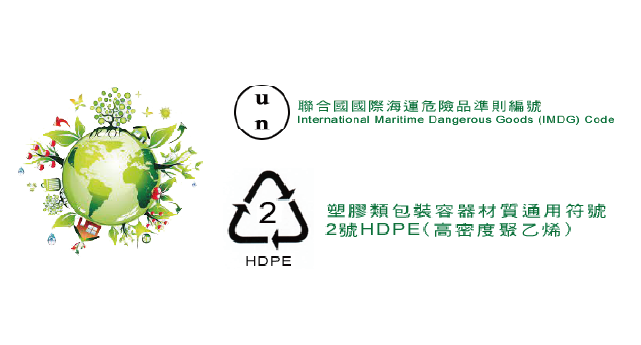 u
n
聯合國國際海運危險品準則編號
International Maritime Dangerous Goods (IMDG) Code
2
HDPE
塑膠類包裝容器材質通用符號
2號HDPE(高密度聚乙烯)